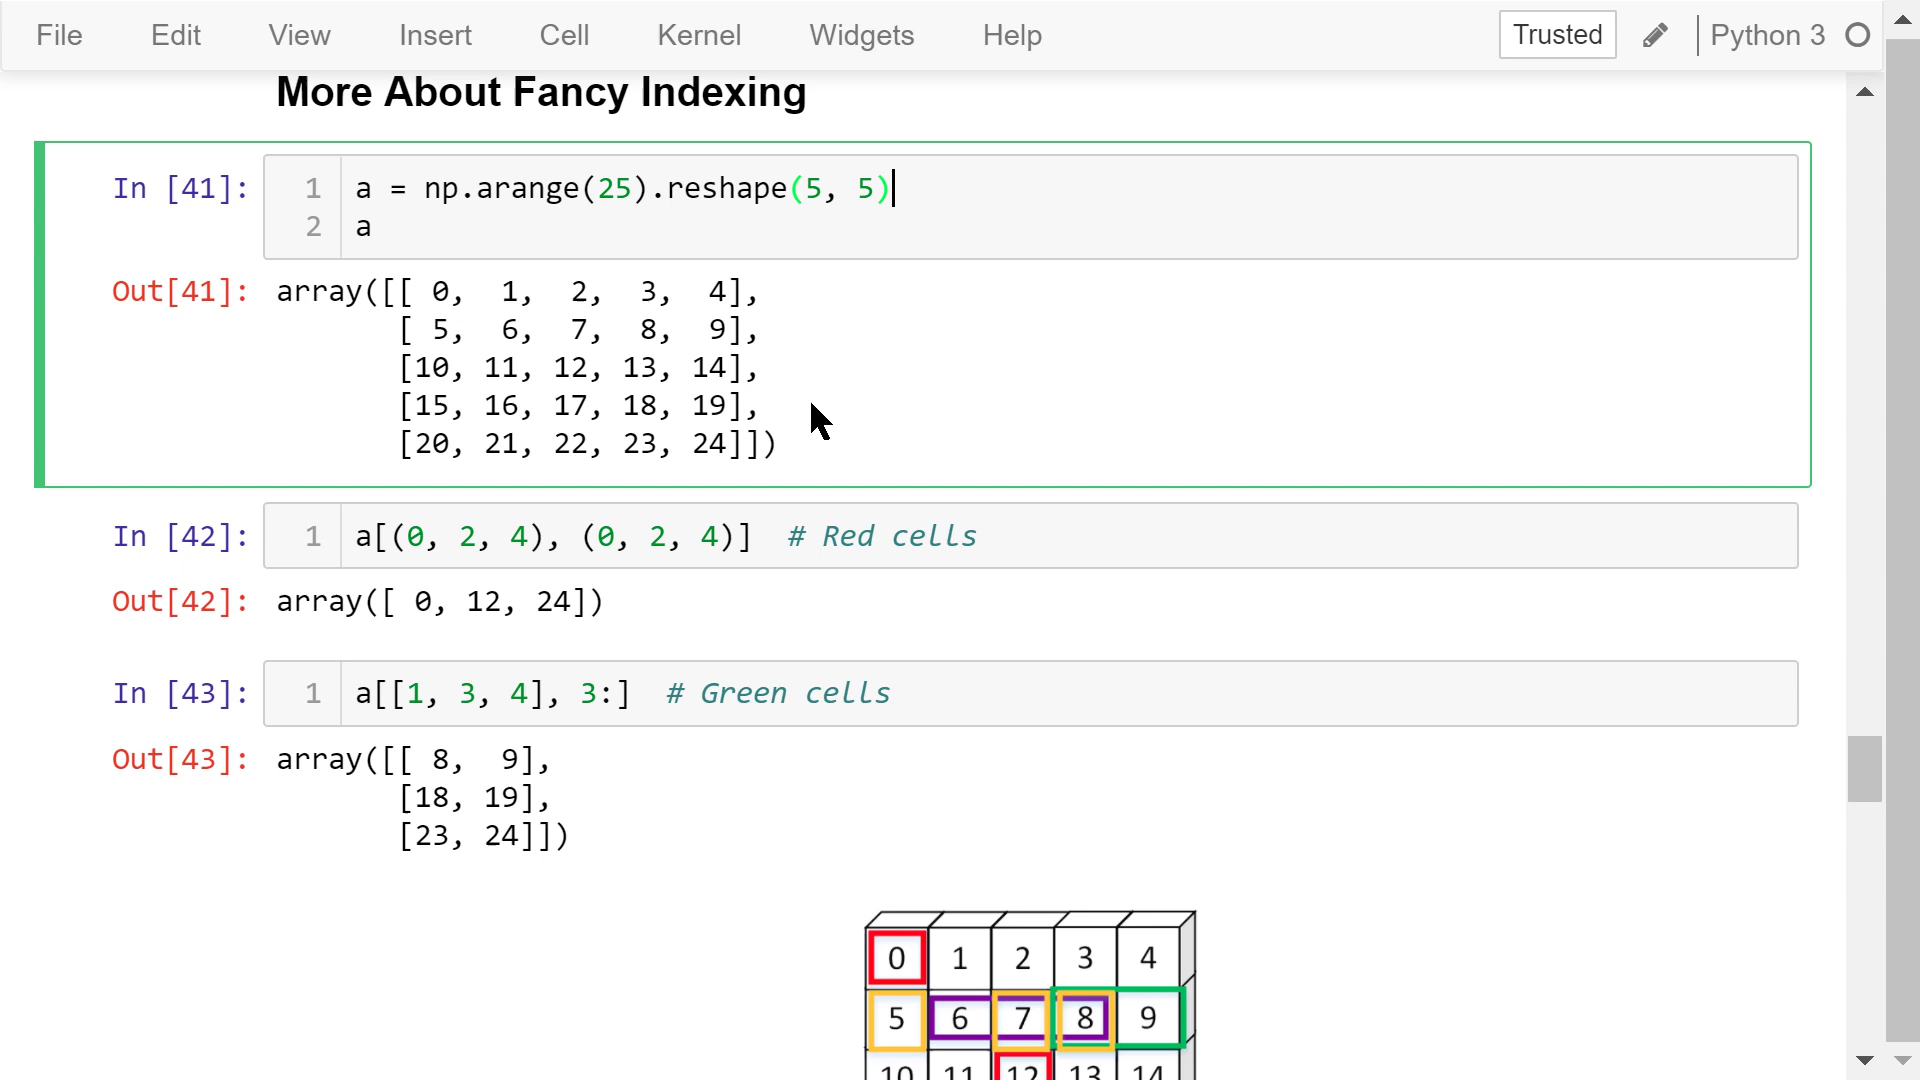 File Edit View Insert Cell Kernel Widgets Help Trusted Python 3
More About Fancy Indexing
In [41]: 1 a = np.arange(25).reshape(5, 5)
2 a
Out[41]: array([[ 0,  1,  2,  3,  4],
[ 5,  6,  7,  8,  9],
[10, 11, 12, 13, 14],
[15, 16, 17, 18, 19],
[20, 21, 22, 23, 24]])
In [42]: 1 a[(0, 2, 4), (0, 2, 4)]  # Red cells
Out[42]: array([ 0, 12, 24])
In [43]: 1 a[[1, 3, 4], 3:]  # Green cells
Out[43]: array([[ 8,  9],
[18, 19],
[23, 24]])
0 1 2 3 4
5 6 7 8 9
10 11 12 13 14